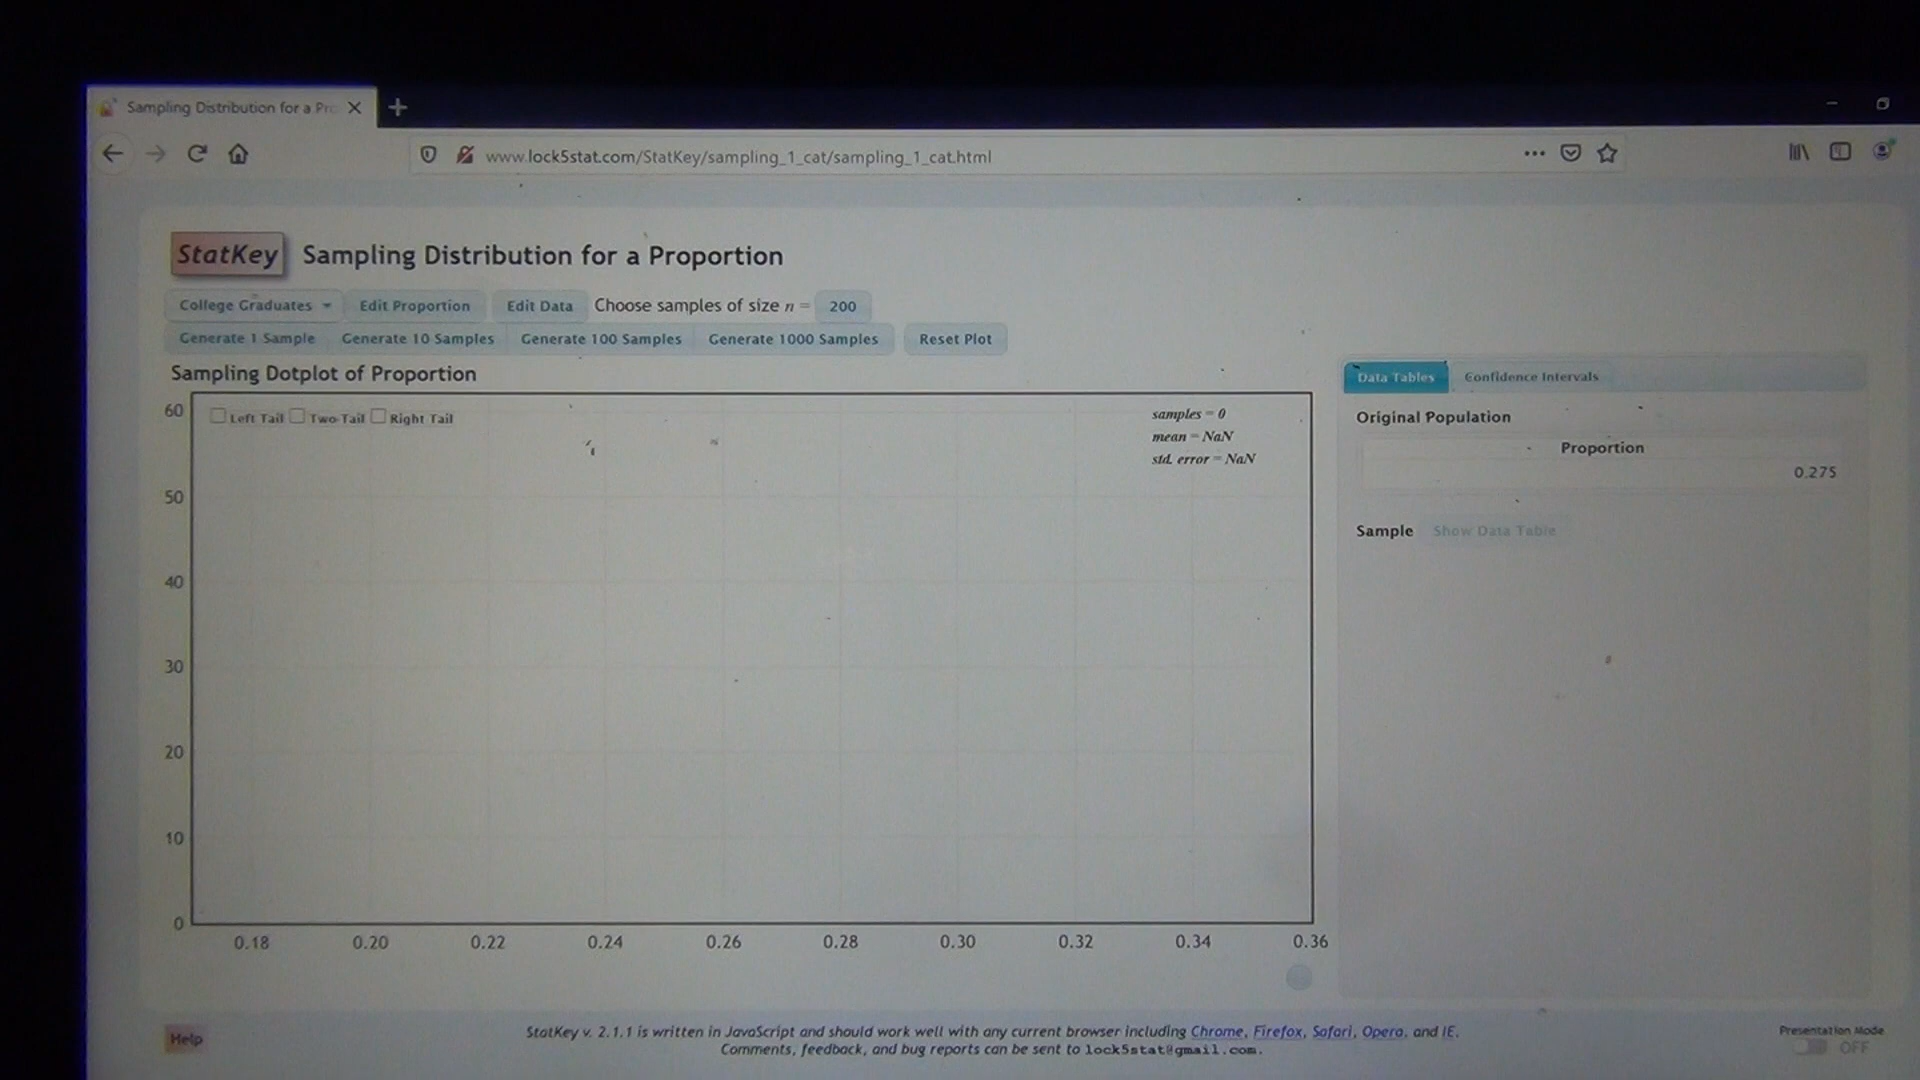 Sampling Distribution for a Pro
www.lock5stat.com/StatKey/sampling_1_cat/sampling_1_cat.html
StatKey Sampling Distribution for a Proportion
College Graduates Edit Proportion Edit Data Choose samples of size n = 200
Generate 1 Sample Generate 10 Samples Generate 100 Samples Generate 1000 Samples Reset Plot
Sampling Dotplot of Proportion
Left Tail Two-Tail Right Tail
samples = 0
mean = NaN
std. error = NaN
60
50
40
30
20
10
0
0.18 0.20 0.22 0.24 0.26 0.28 0.30 0.32 0.34 0.36
Data Tables Confidence Intervals
Original Population
Proportion
0.275
Sample Show Data Table
Help
StatKey v. 2.1.1 is written in JavaScript and should work well with any current browser including Chrome, Firefox, Safari, Opera, and IE.
Comments, feedback, and bug reports can be sent to lock5stat@gmail.com.
Presentation Mode
OFF